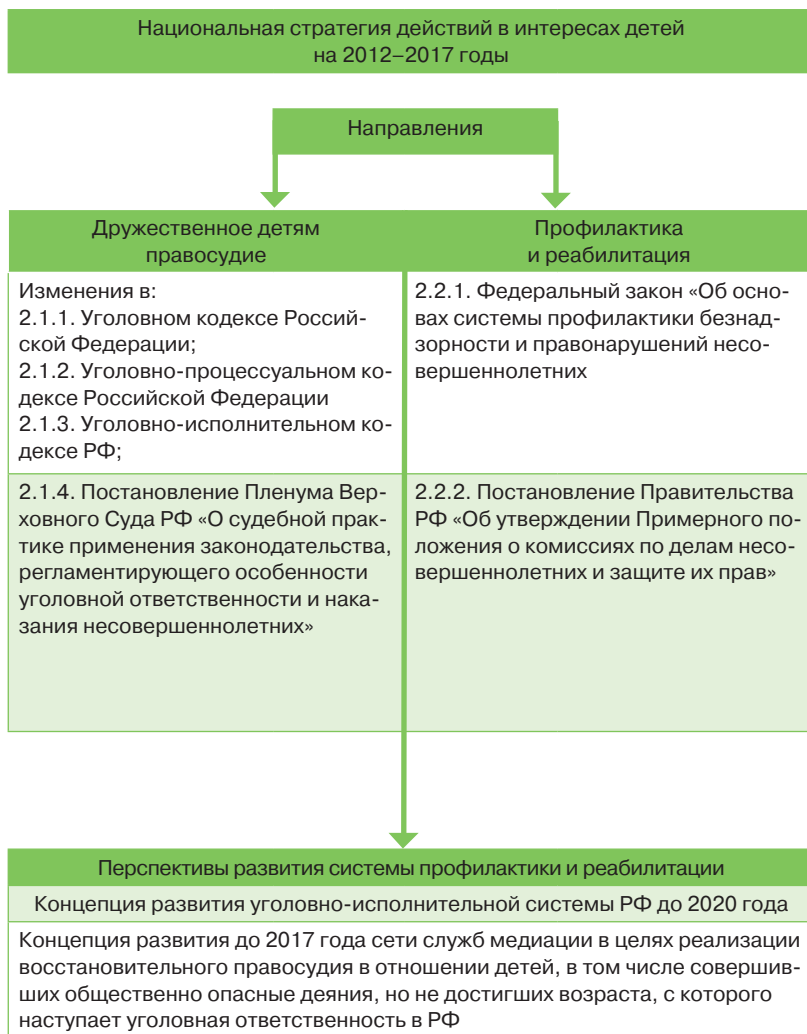 Национальная стратегия действий в интересах детей
на 2012–2017 годы
Направления
Дружественное детям
правосудие
Профилактика
и реабилитация
Изменения в:
2.1.1. Уголовном кодексе Россий-
ской Федерации;
2.1.2. Уголовно-процессуальном ко-
дексе Российской Федерации
2.1.3. Уголовно-исполнительном ко-
дексе РФ;
2.2.1. Федеральный закон «Об осно-
вах системы профилактики безнад-
зорности и правонарушений несо-
вершеннолетних
2.1.4. Постановление Пленума Вер-
ховного Суда РФ «О судебной прак-
тике применения законодательства,
регламентирующего особенности
уголовной ответственности и нака-
зания несовершеннолетних»
2.2.2. Постановление Правительства
РФ «Об утверждении Примерного по-
ложения о комиссиях по делам несо-
вершеннолетних и защите их прав»
Перспективы развития системы профилактики и реабилитации
Концепция развития уголовно-исполнительной системы РФ до 2020 года
Концепция развития до 2017 года сети служб медиации в целях реализации
восстановительного правосудия в отношении детей, в том числе совершив-
ших общественно опасные деяния, но не достигших возраста, с которого
наступает уголовная ответственность в РФ